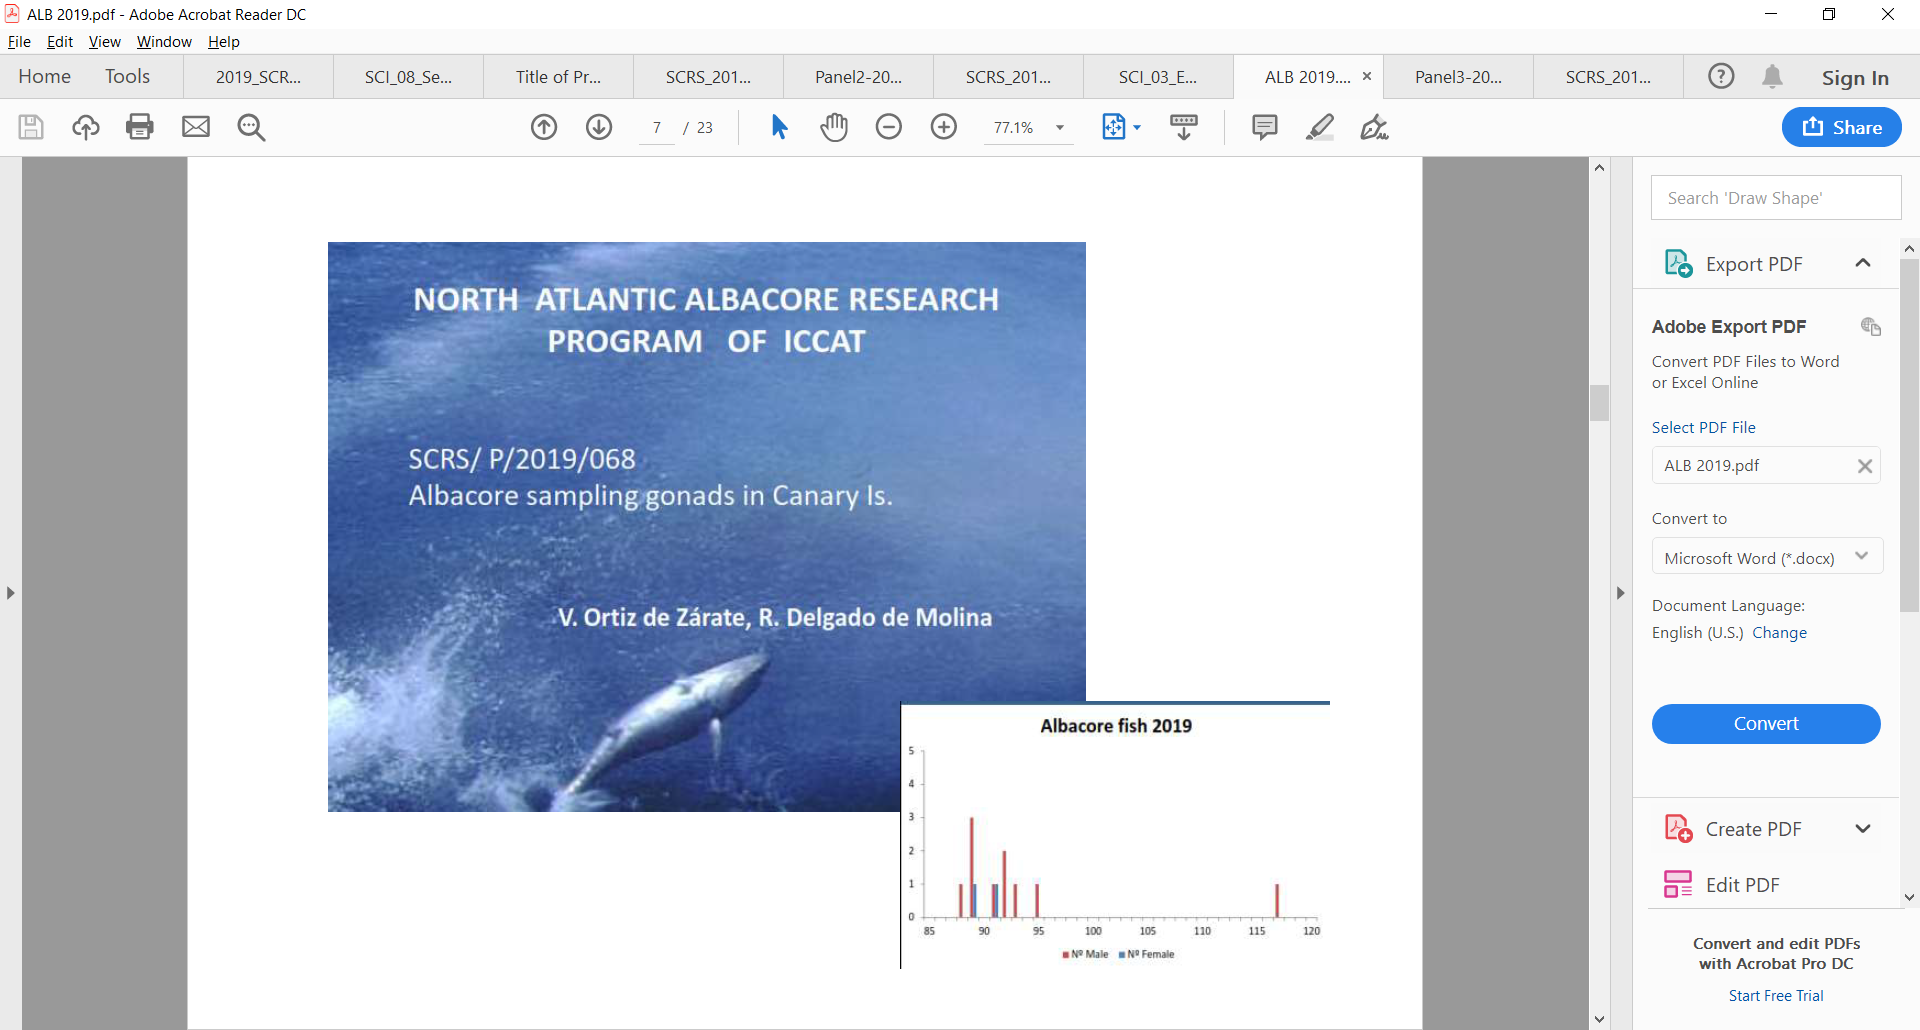 ALB 2019.pdf - Adobe Acrobat Reader DC
File Edit View Window Help
Home Tools 2019_SCR... SCI_08_Se... Title of Pr... SCRS_201... Panel2-20... SCRS_201... SCI_03_E... ALB 2019.... × Panel3-20... SCRS_201... ? Sign In
7 / 23 77.1% Share
NORTH ATLANTIC ALBACORE RESEARCH
PROGRAM OF ICCAT
SCRS/ P/2019/068
Albacore sampling gonads in Canary Is.
V. Ortiz de Zárate, R. Delgado de Molina
Albacore fish 2019
5
4
3
2
1
0
85 90 95 100 105 110 115 120
Nº Male Nº Female
Search 'Draw Shape'
Export PDF
Adobe Export PDF
Convert PDF Files to Word
or Excel Online
Select PDF File
ALB 2019.pdf
Convert to
Microsoft Word (*.docx)
Document Language:
English (U.S.) Change
Convert
Create PDF
Edit PDF
Convert and edit PDFs
with Acrobat Pro DC
Start Free Trial